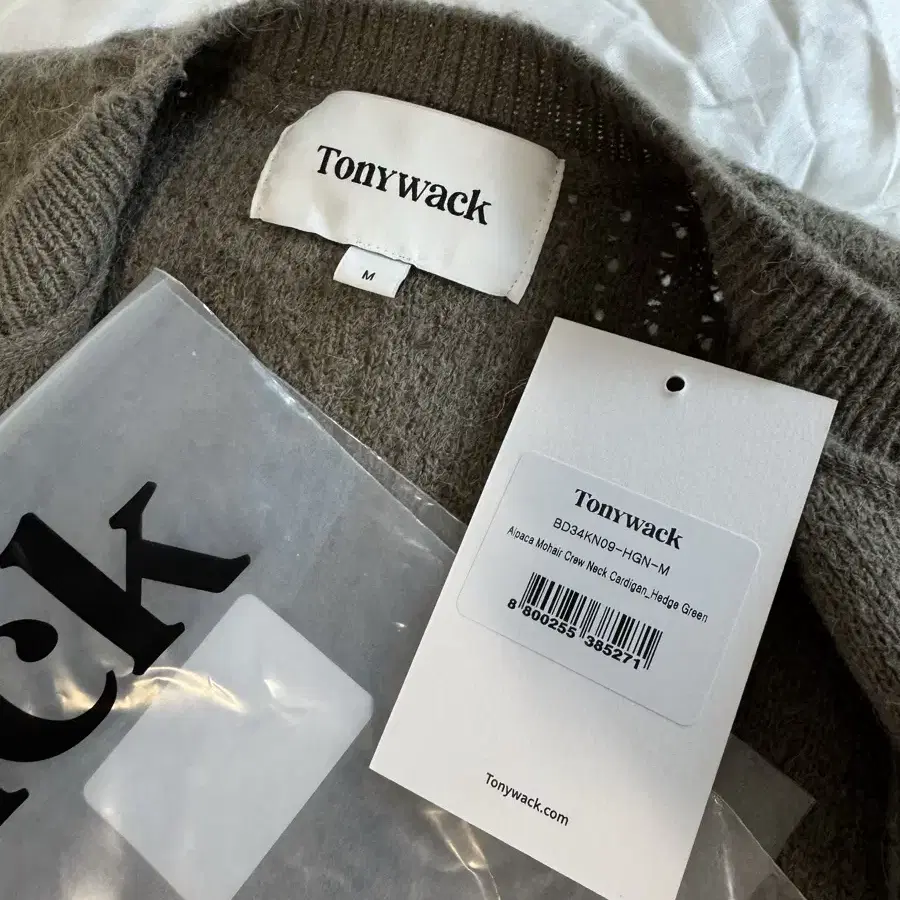 Tonywack
M
Tonywack
BD34KN09-HGN-M
Alpaca Mohair Crew Neck Cardigan_Hedge Green
8 800255 385271
Tonywack.com
ck